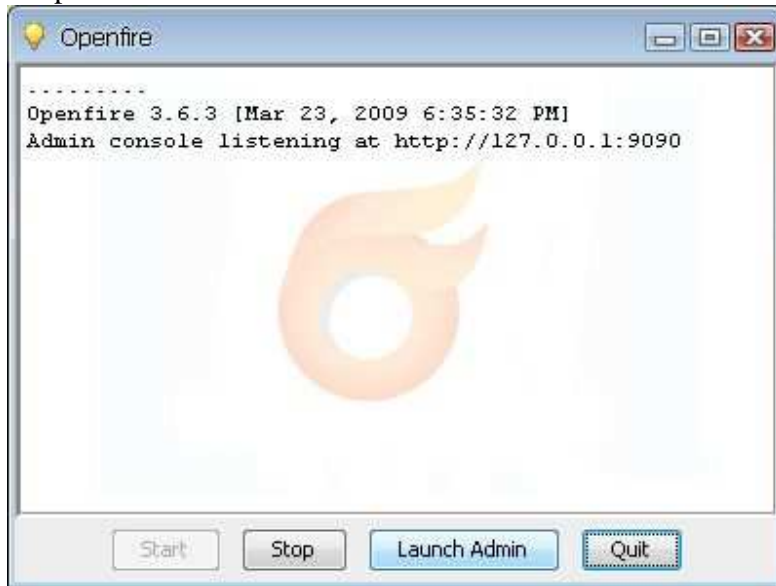 Openfire
.........
Openfire 3.6.3 [Mar 23, 2009 6:35:32 PM]
Admin console listening at http://127.0.0.1:9090
Start Stop Launch Admin Quit